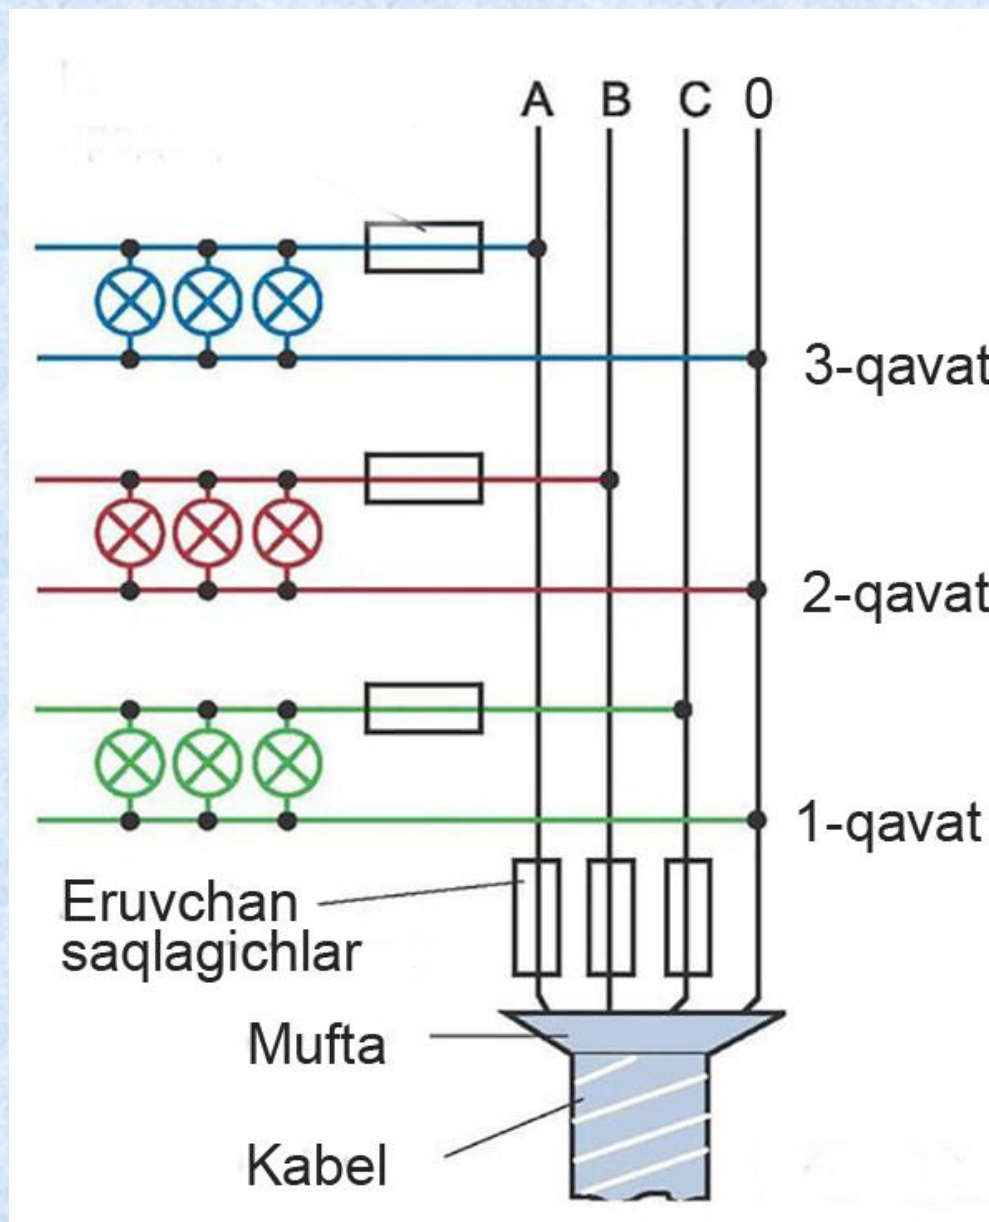 A B C 0
3-qavat
2-qavat
1-qavat
Eruvchan
saqlagichlar
Mufta
Kabel